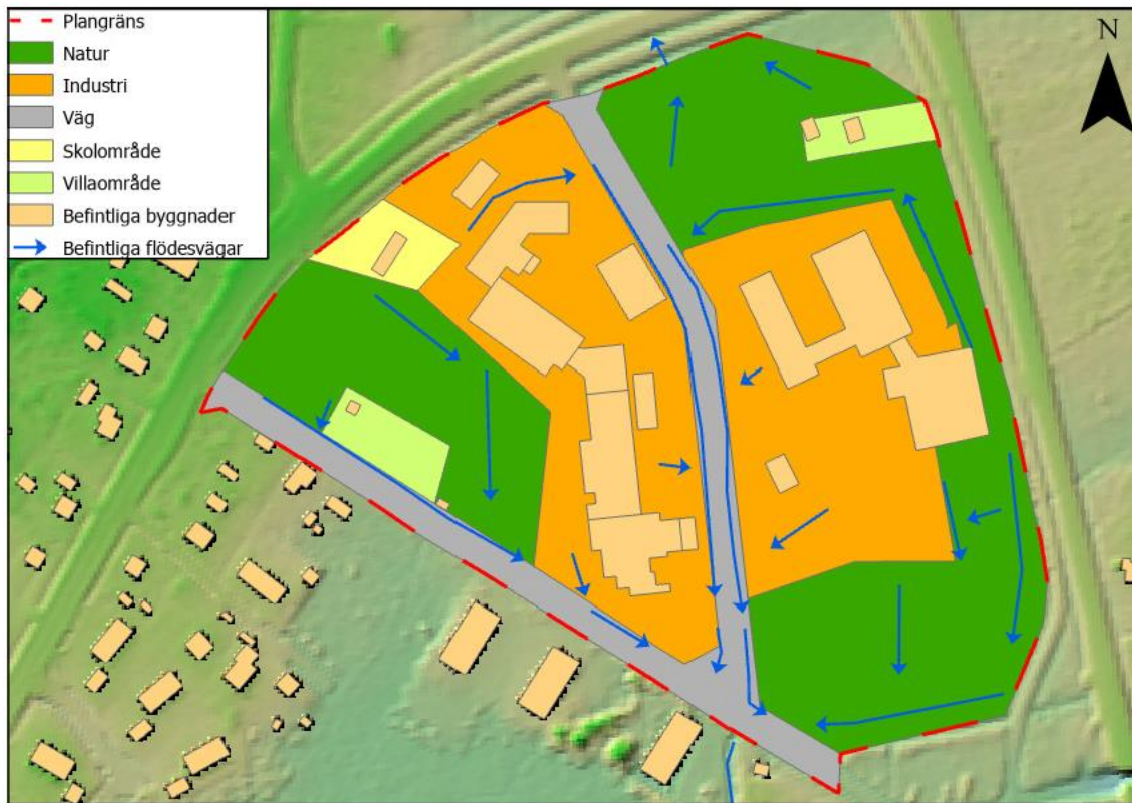 Plangräns
Natur
Industri
Väg
Skolområde
Villaområde
Befintliga byggnader
Befintliga flödesvägar
N